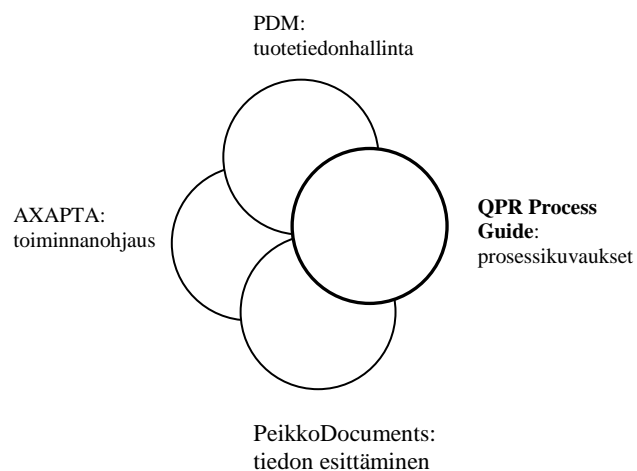 PDM:
tuotetiedonhallinta
AXAPTA:
toiminnanohjaus
QPR Process
Guide:
prosessikuvaukset
PeikkoDocuments:
tiedon esittäminen